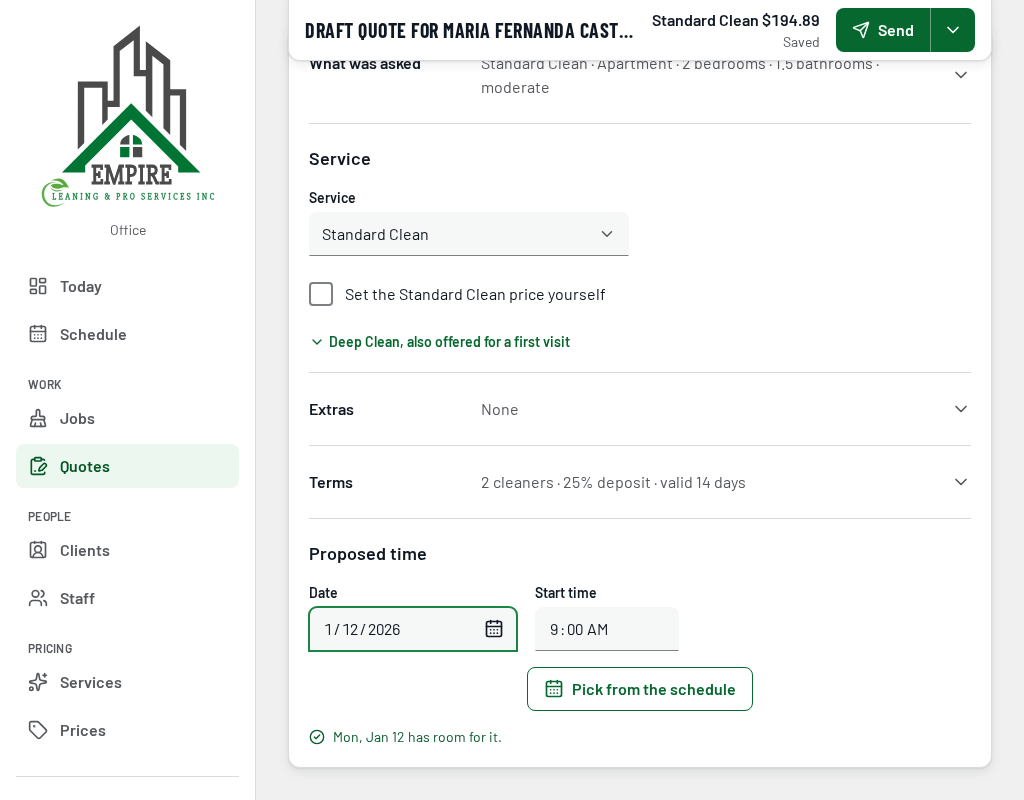 EMPIRE
LEANING & PRO SERVICES INC
Office
Today
Schedule
WORK
Jobs
Quotes
PEOPLE
Clients
Staff
PRICING
Services
Prices
DRAFT QUOTE FOR MARIA FERNANDA CAST...
Standard Clean $194.89
Saved
Send
What was asked
Standard Clean · Apartment · 2 bedrooms · 1.5 bathrooms ·
moderate
Service
Service
Standard Clean
Set the Standard Clean price yourself
Deep Clean, also offered for a first visit
Extras
None
Terms
2 cleaners · 25% deposit · valid 14 days
Proposed time
Date
Start time
1/12/2026
9:00 AM
Pick from the schedule
Mon, Jan 12 has room for it.